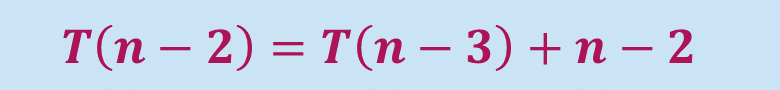 T(n − 2) = T(n − 3) + n − 2